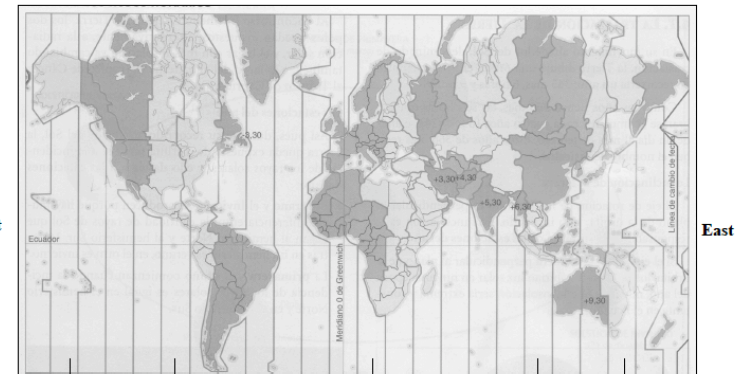 -3,30
+3,30
+4,30
+5,30
+6,30
Línea de cambio de fecha
East
Ecuador
Meridiano 0 de Greenwich
+9,30